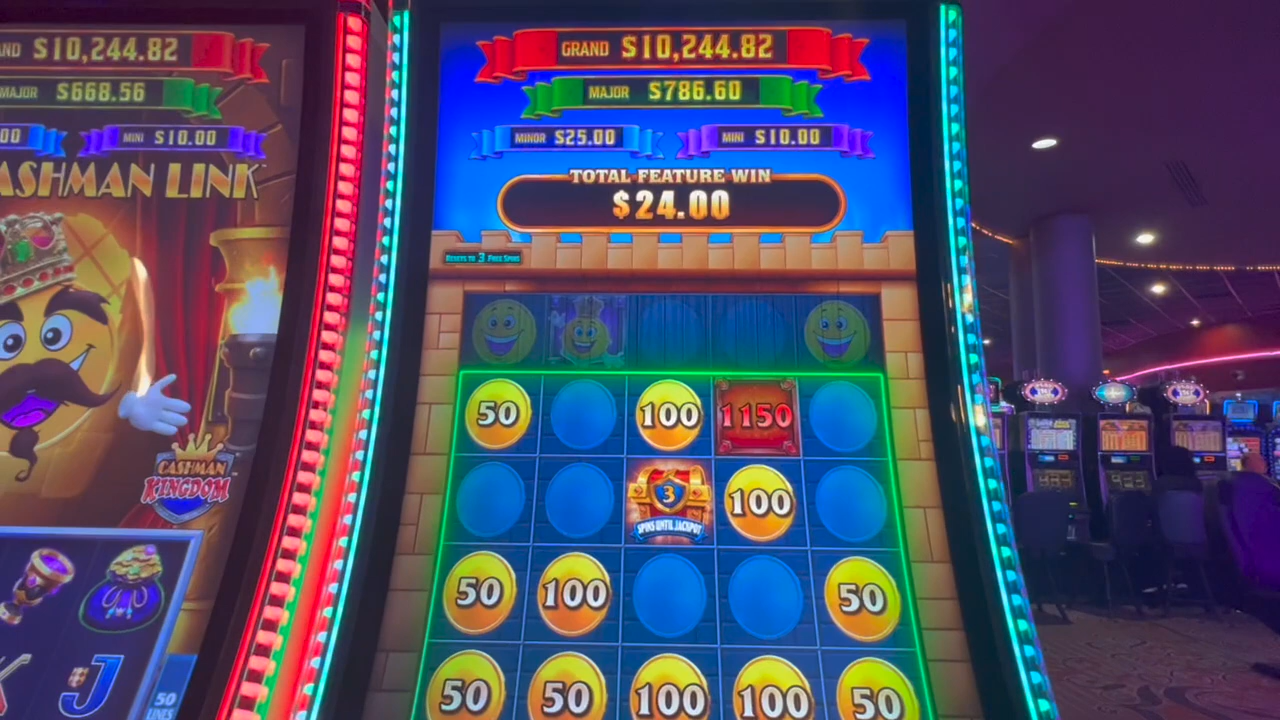 AND $10,244.82
MAJOR $668.56
00 MINI $10.00
ASHMAN LINK
CASHMAN
KINGDOM
J
50
LINES
GRAND $10,244.82
MAJOR $786.60
MINOR $25.00 MINI $10.00
TOTAL FEATURE WIN
$24.00
RESETS TO 3 FREE SPINS
50 100 1150
3
SPINS UNTIL JACKPOT
100
50 100 50
50 50 100 100 50